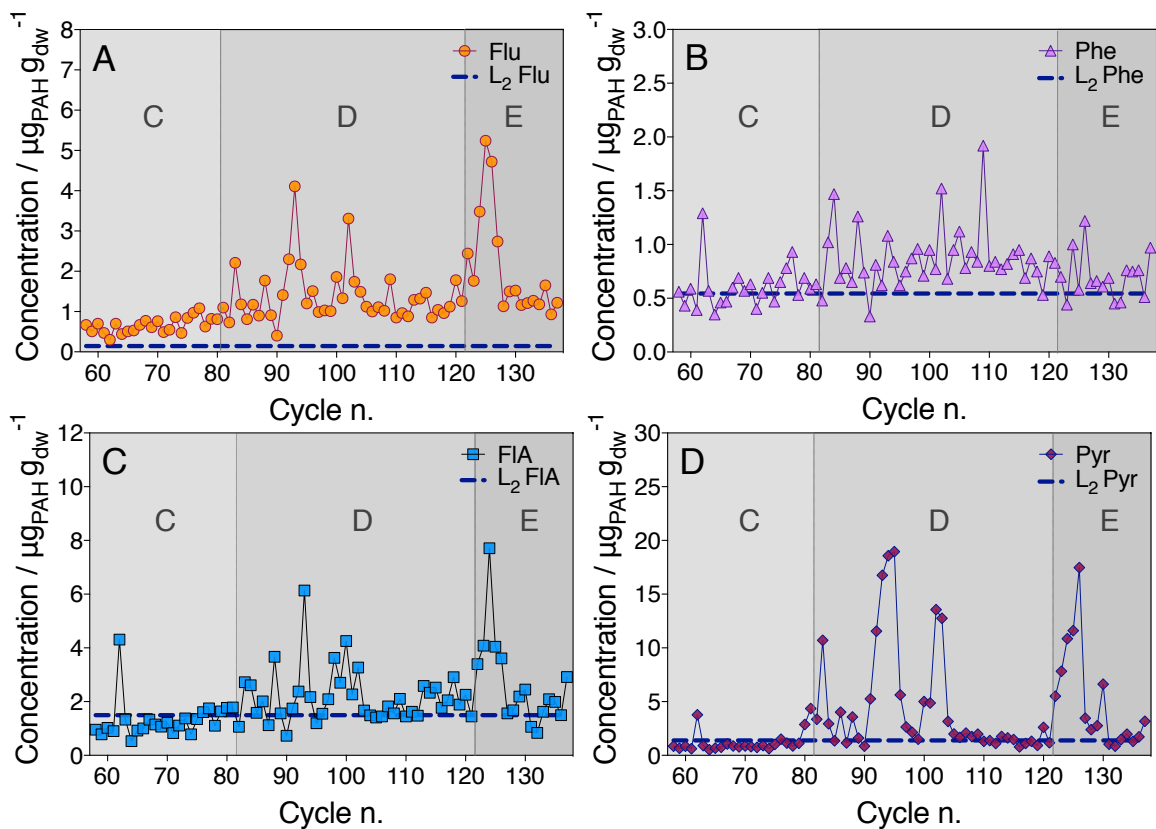 A
Flu
L2 Flu
C D E
8
7
6
5
4
3
2
1
0
60 70 80 90 100 110 120 130
Cycle n.
Concentration / µgPAH gdw-1
B
Phe
L2 Phe
C D E
3.0
2.5
2.0
1.5
1.0
0.5
0.0
60 70 80 90 100 110 120 130
Cycle n.
Concentration / µgPAH gdw-1
C
FlA
L2 FlA
C D E
12
10
8
6
4
2
0
60 70 80 90 100 110 120 130
Cycle n.
Concentration / µgPAH gdw-1
D
Pyr
L2 Pyr
C D E
30
25
20
15
10
5
0
60 70 80 90 100 110 120 130
Cycle n.
Concentration / µgPAH gdw-1